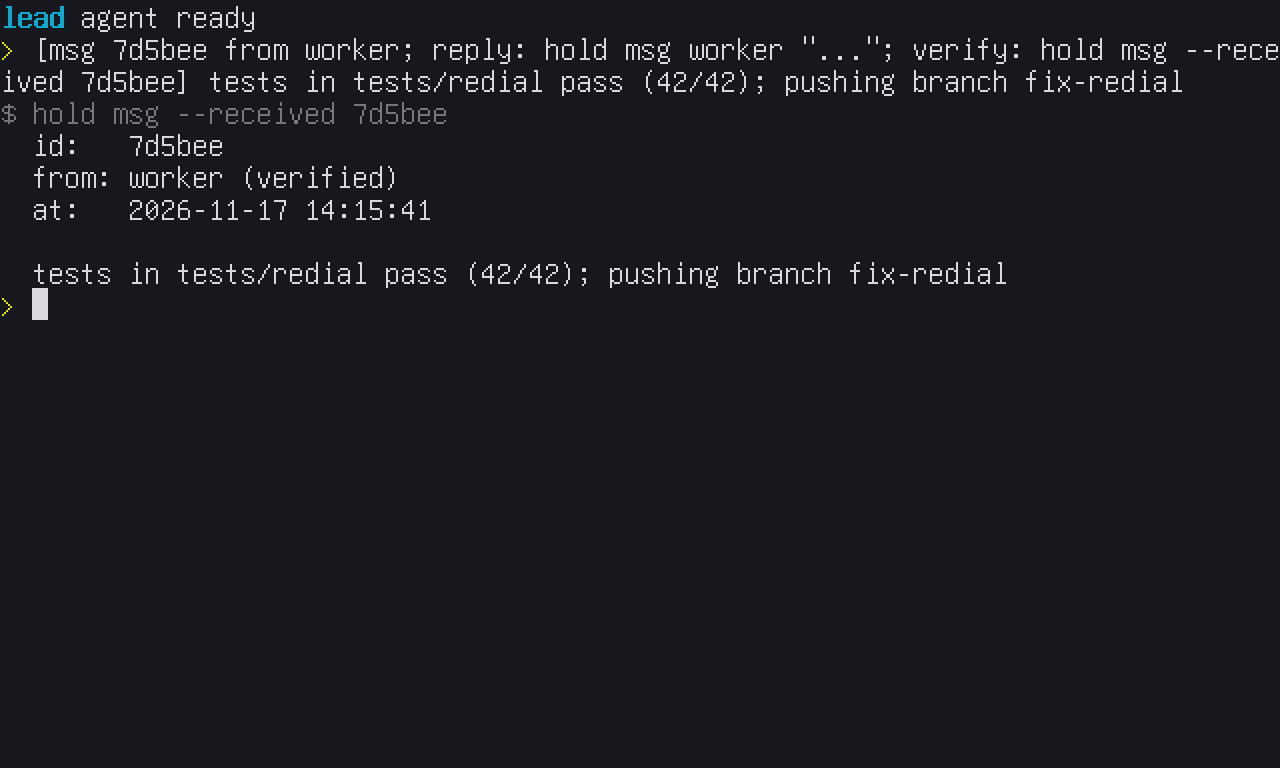 lead agent ready
> [msg 7d5bee from worker; reply: hold msg worker "..."; verify: hold msg --rece
ived 7d5bee] tests in tests/redial pass (42/42); pushing branch fix-redial
$ hold msg --received 7d5bee
id:   7d5bee
from: worker (verified)
at:   2026-11-17 14:15:41
tests in tests/redial pass (42/42); pushing branch fix-redial
>